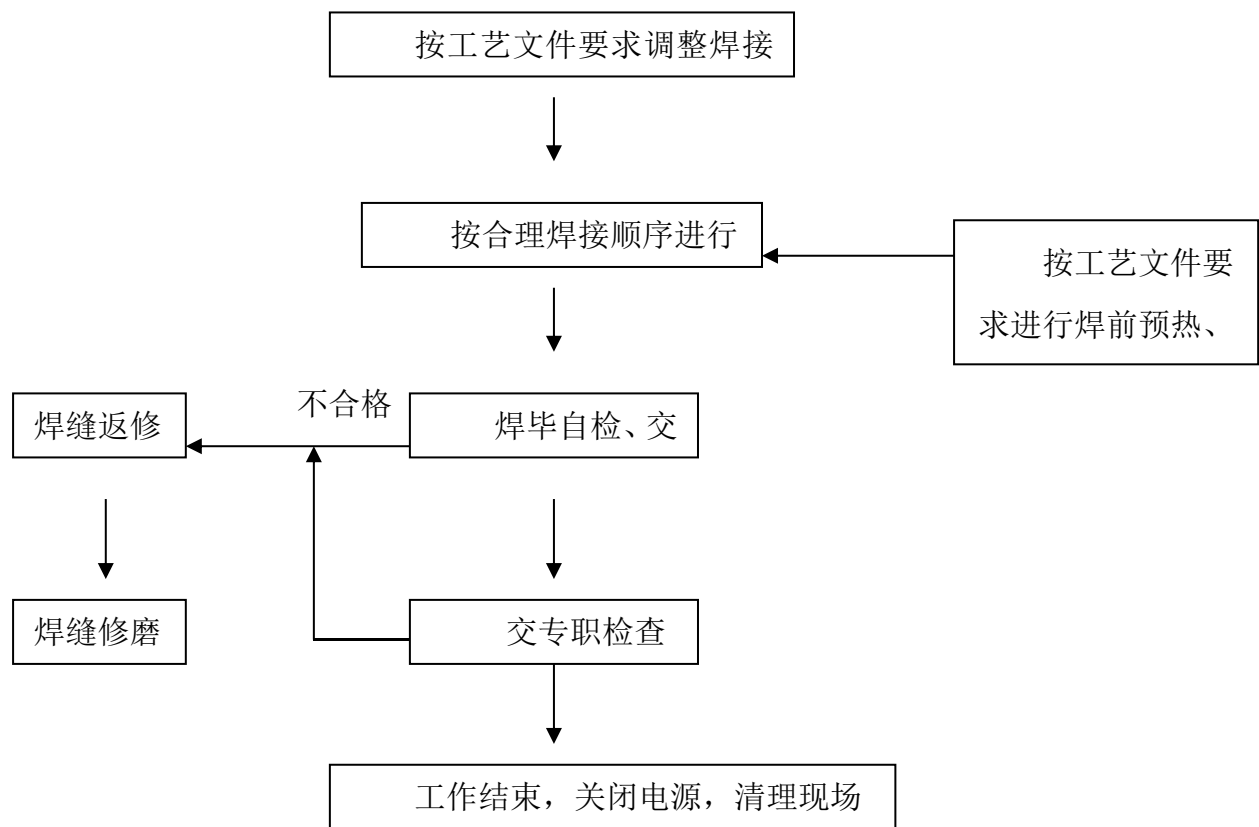 按工艺文件要求调整焊接
按合理焊接顺序进行
按工艺文件要
求进行焊前预热、
不合格
焊缝返修
焊毕自检、交
焊缝修磨
交专职检查
工作结束，关闭电源，清理现场